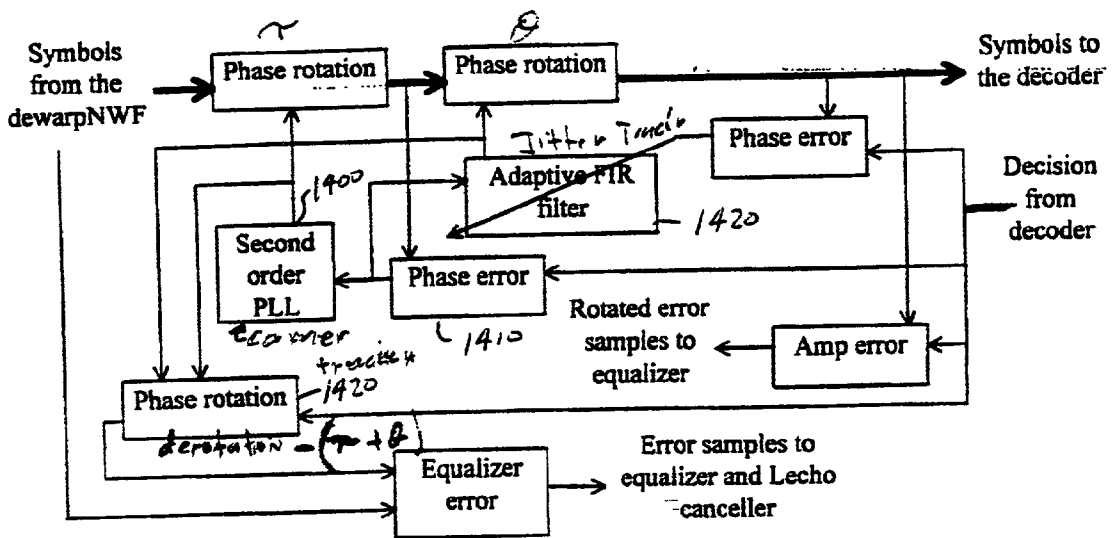 Symbols
from the
dewarpNWF
Phase rotation
θ
Phase rotation
Symbols to
the decoder
Phase error
Decision
from
decoder
Jitter
Adaptive FIR
filter
1420
1400
Second
order
PLL
Phase error
1410
Rotated error
samples to
equalizer
Amp error
Phase rotation
1420
derotation
Equalizer
error
Error samples to
equalizer and Lecho
canceller